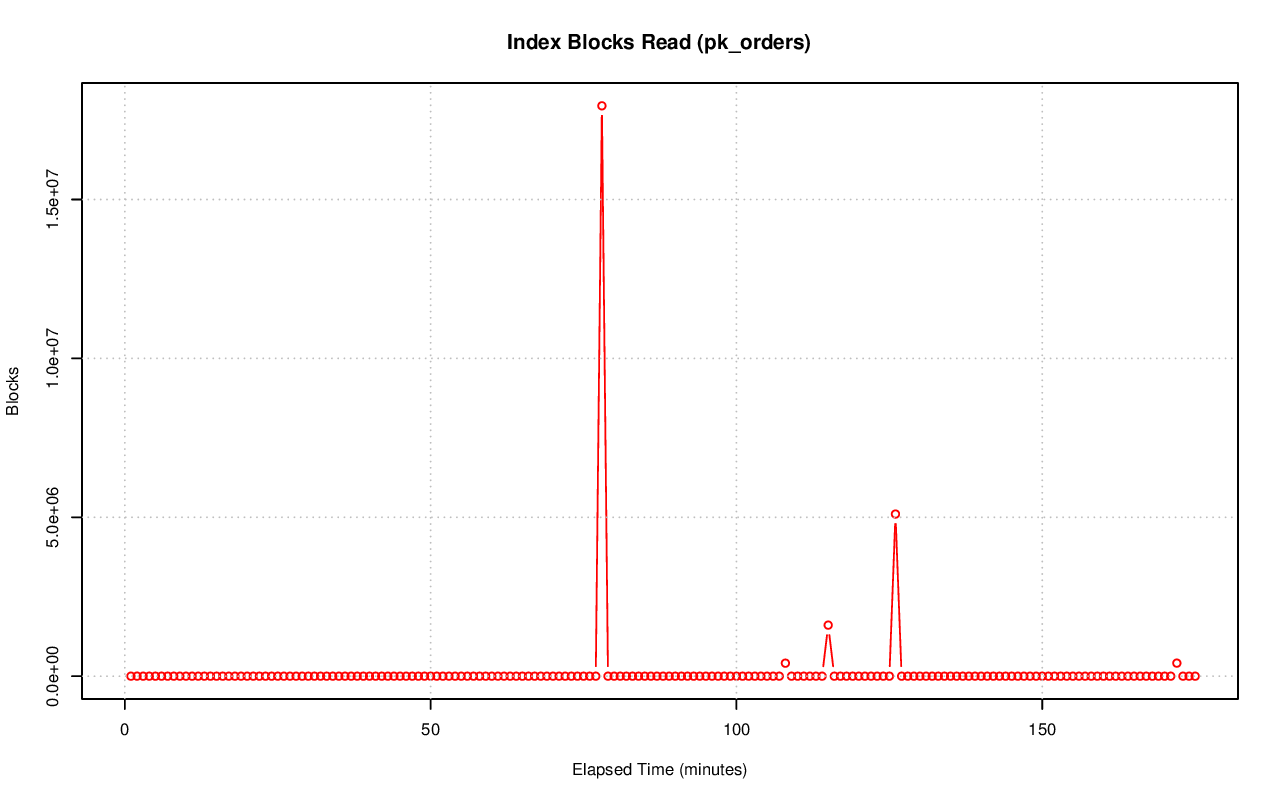 Index Blocks Read (pk_orders)
1.5e+07
1.0e+07
5.0e+06
0.0e+00
Blocks
0
50
100
150
Elapsed Time (minutes)